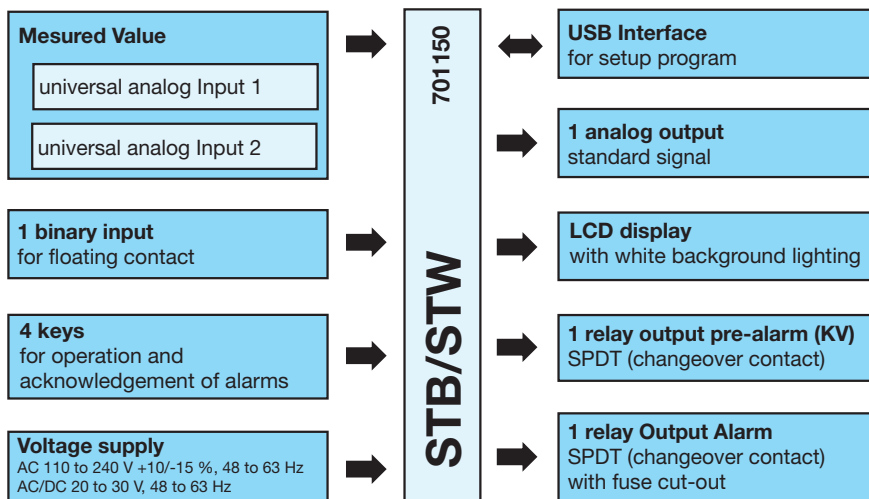 Mesured Value
universal analog Input 1
universal analog Input 2
1 binary input
for floating contact
4 keys
for operation and
acknowledgement of alarms
Voltage supply
AC 110 to 240 V +10/-15 %, 48 to 63 Hz
AC/DC 20 to 30 V, 48 to 63 Hz
701150
STB/STW
USB Interface
for setup program
1 analog output
standard signal
LCD display
with white background lighting
1 relay output pre-alarm (KV)
SPDT (changeover contact)
1 relay Output Alarm
SPDT (changeover contact)
with fuse cut-out